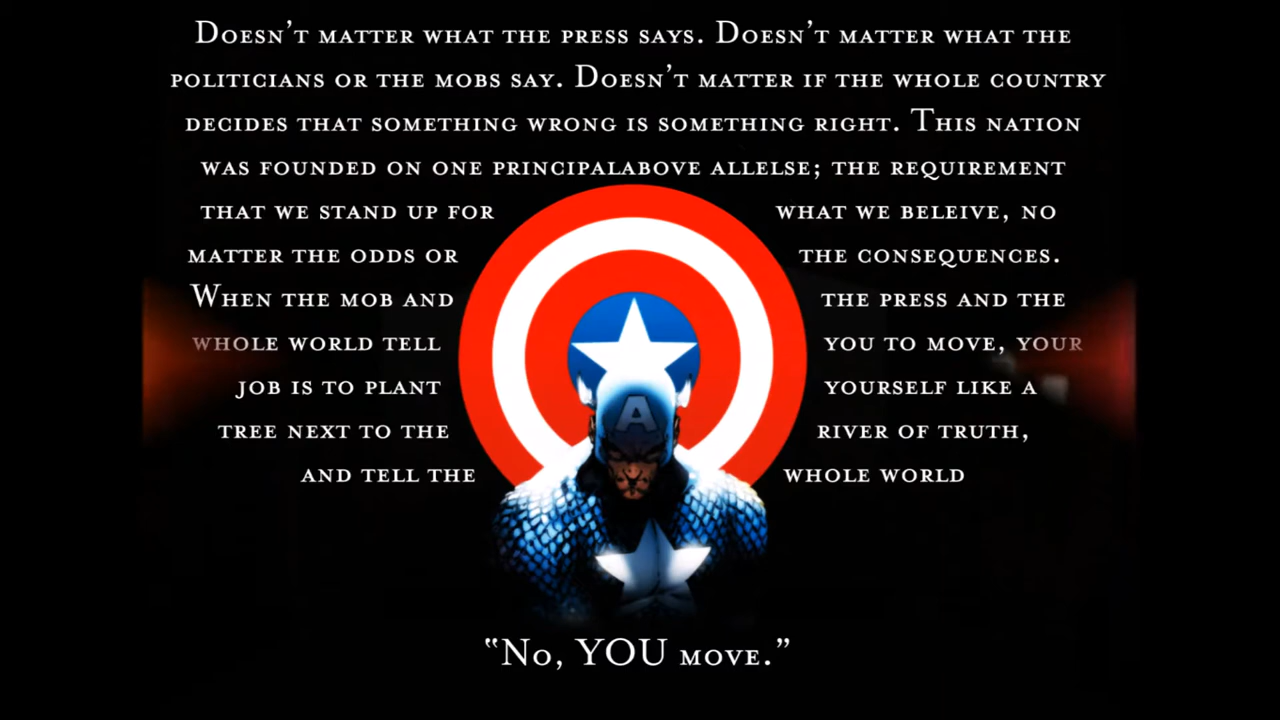 Doesn't matter what the press says. Doesn't matter what the
politicians or the mobs say. Doesn't matter if the whole country
decides that something wrong is something right. This nation
was founded on one principalabove allelse; the requirement
that we stand up for what we beleive, no
matter the odds or the consequences.
When the mob and the press and the
whole world tell you to move, your
job is to plant yourself like a
tree next to the river of truth,
and tell the whole world
"No, YOU move."
A